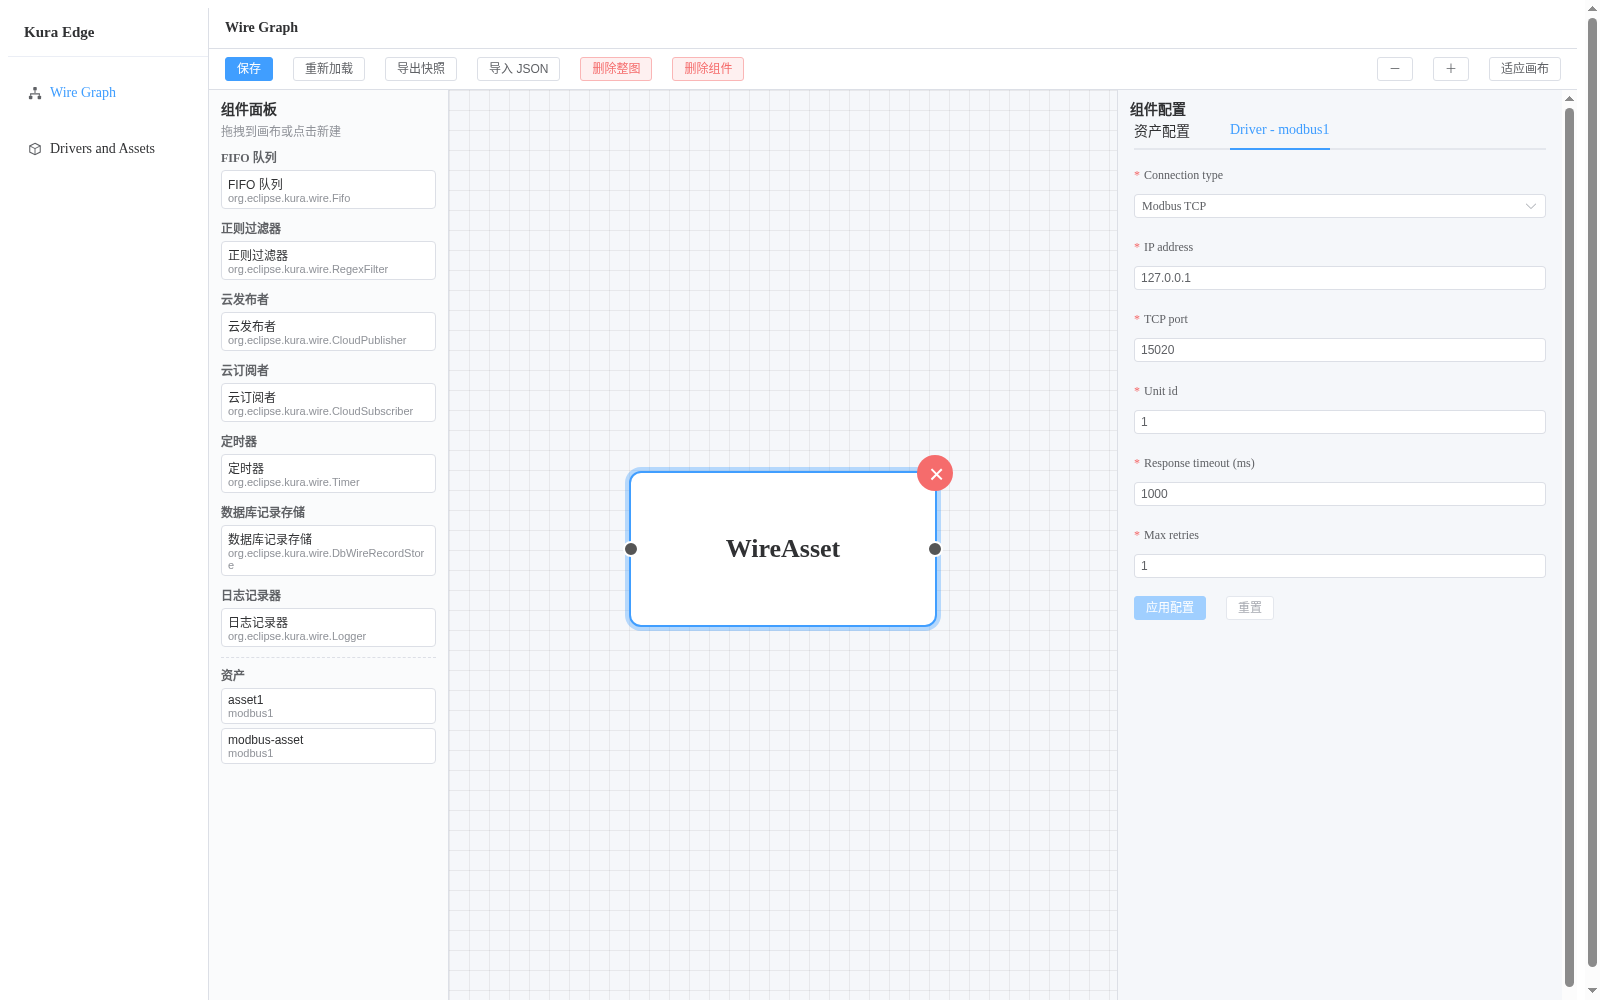 Kura Edge
Wire Graph
Drivers and Assets
Wire Graph
保存
重新加载
导出快照
导入 JSON
删除整图
删除组件
适应画布
组件面板
拖拽到画布或点击新建
FIFO 队列
FIFO 队列
org.eclipse.kura.wire.Fifo
正则过滤器
正则过滤器
org.eclipse.kura.wire.RegexFilter
云发布者
云发布者
org.eclipse.kura.wire.CloudPublisher
云订阅者
云订阅者
org.eclipse.kura.wire.CloudSubscriber
定时器
定时器
org.eclipse.kura.wire.Timer
数据库记录存储
数据库记录存储
org.eclipse.kura.wire.DbWireRecordStor
e
日志记录器
日志记录器
org.eclipse.kura.wire.Logger
资产
asset1
modbus1
modbus-asset
modbus1
WireAsset
组件配置
资产配置
Driver - modbus1
* Connection type
Modbus TCP
* IP address
127.0.0.1
* TCP port
15020
* Unit id
1
* Response timeout (ms)
1000
* Max retries
1
应用配置
重置